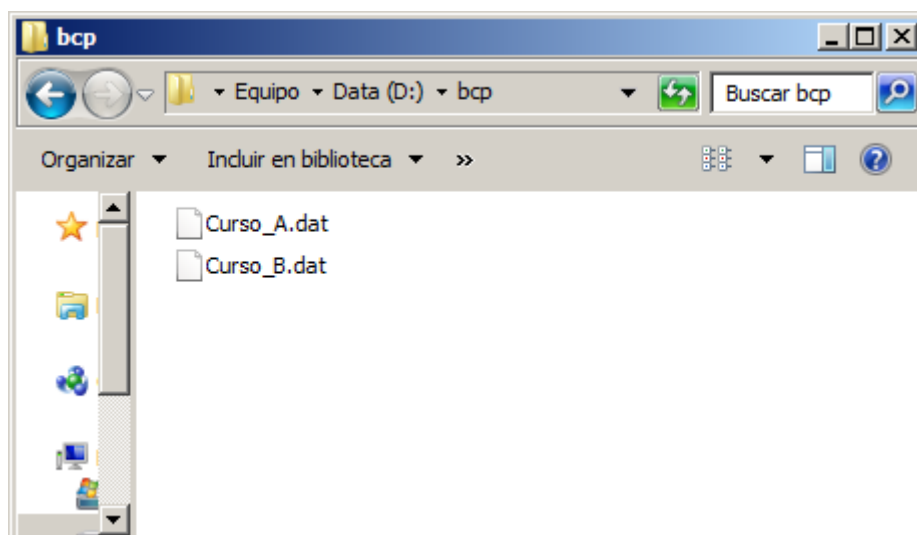 bcp
Equipo Data (D:) bcp Buscar bcp
Organizar Incluir en biblioteca »
Curso_A.dat
Curso_B.dat